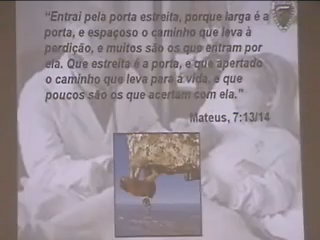 “Entrai pela porta estreita, porque larga é a
porta, e espaçoso o caminho que leva à
perdição, e muitos são os que entram por
ela. Que estreita é a porta, e que apertado
o caminho que leva para a vida, e que
poucos são os que acertam com ela.”
Mateus, 7:13/14